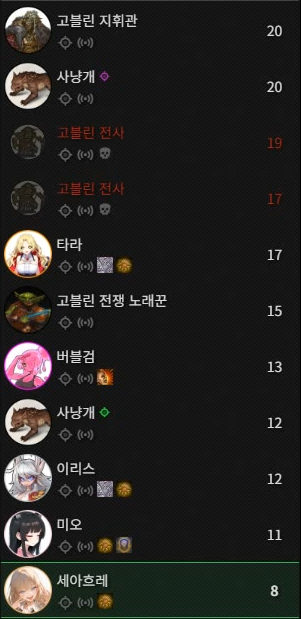 고블린 지휘관
20
사냥개
20
고블린 전사
19
고블린 전사
17
타라
17
고블린 전쟁 노래꾼
15
버블검
13
사냥개
12
이리스
12
미오
11
세아흐레
8